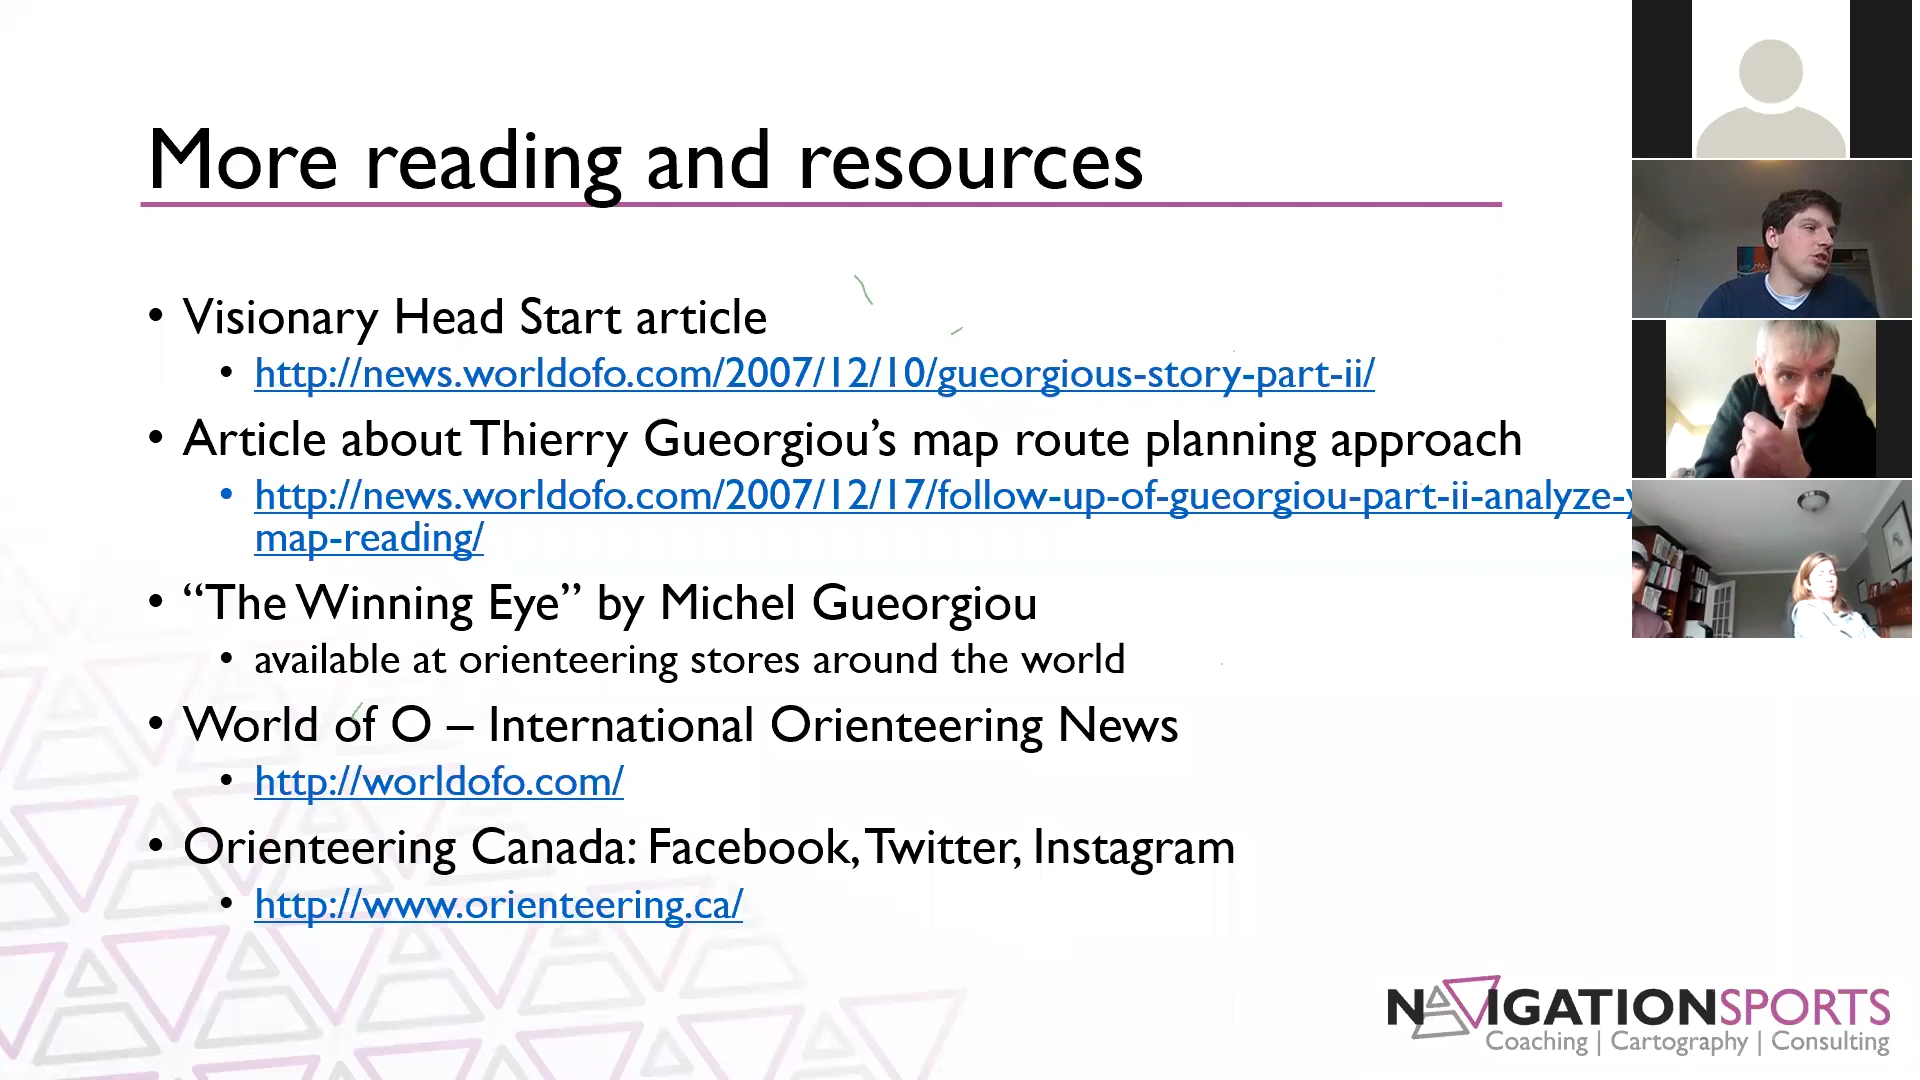 More reading and resources
• Visionary Head Start article
• http://news.worldofo.com/2007/12/10/gueorgious-story-part-ii/
• Article about Thierry Gueorgiou’s map route planning approach
• http://news.worldofo.com/2007/12/17/follow-up-of-gueorgiou-part-ii-analyze-
map-reading/
• “The Winning Eye” by Michel Gueorgiou
• available at orienteering stores around the world
• World of O – International Orienteering News
• http://worldofo.com/
• Orienteering Canada: Facebook, Twitter, Instagram
• http://www.orienteering.ca/
NAVIGATIONSPORTS
Coaching | Cartography | Consulting